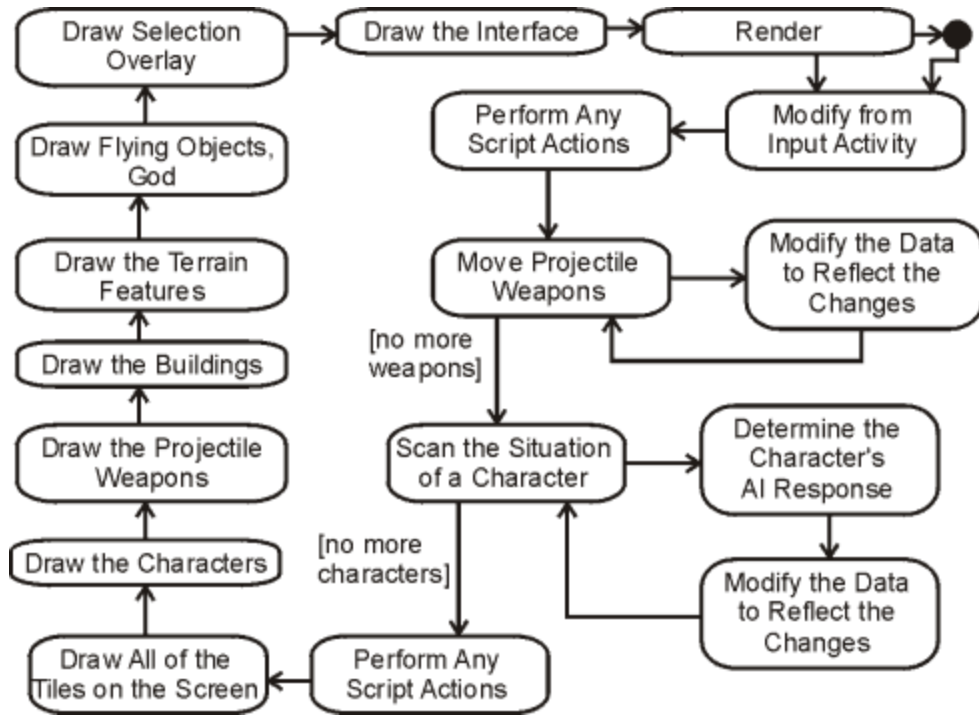 Draw Selection
Overlay
Draw the Interface
Render
Modify from
Input Activity
Perform Any
Script Actions
Move Projectile
Weapons
Modify the Data
to Reflect the
Changes
[no more
weapons]
Scan the Situation
of a Character
Determine the
Character's
AI Response
Modify the Data
to Reflect the
Changes
[no more
characters]
Perform Any
Script Actions
Draw All of the
Tiles on the Screen
Draw the Characters
Draw the Projectile
Weapons
Draw the Buildings
Draw the Terrain
Features
Draw Flying Objects,
God